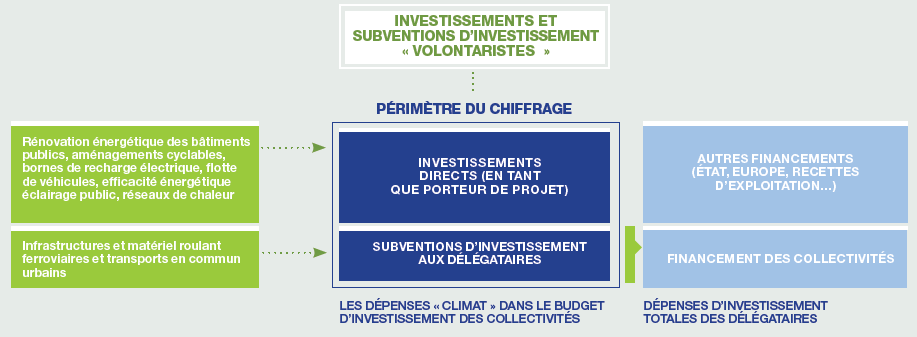 INVESTISSEMENTS ET
SUBVENTIONS D'INVESTISSEMENT
« VOLONTARISTES »
PÉRIMÈTRE DU CHIFFRAGE
Rénovation énergétique des bâtiments
publics, aménagements cyclables,
bornes de recharge électrique, flotte
de véhicules, efficacité énergétique
éclairage public, réseaux de chaleur
INVESTISSEMENTS
DIRECTS (EN TANT
QUE PORTEUR DE PROJET)
AUTRES FINANCEMENTS
(ÉTAT, EUROPE, RECETTES
D'EXPLOITATION...)
Infrastructures et matériel roulant
ferroviaires et transports en commun
urbains
SUBVENTIONS D'INVESTISSEMENT
AUX DÉLÉGATAIRES
FINANCEMENT DES COLLECTIVITÉS
LES DÉPENSES « CLIMAT » DANS LE BUDGET
D'INVESTISSEMENT DES COLLECTIVITÉS
DÉPENSES D'INVESTISSEMENT
TOTALES DES DÉLÉGATAIRES